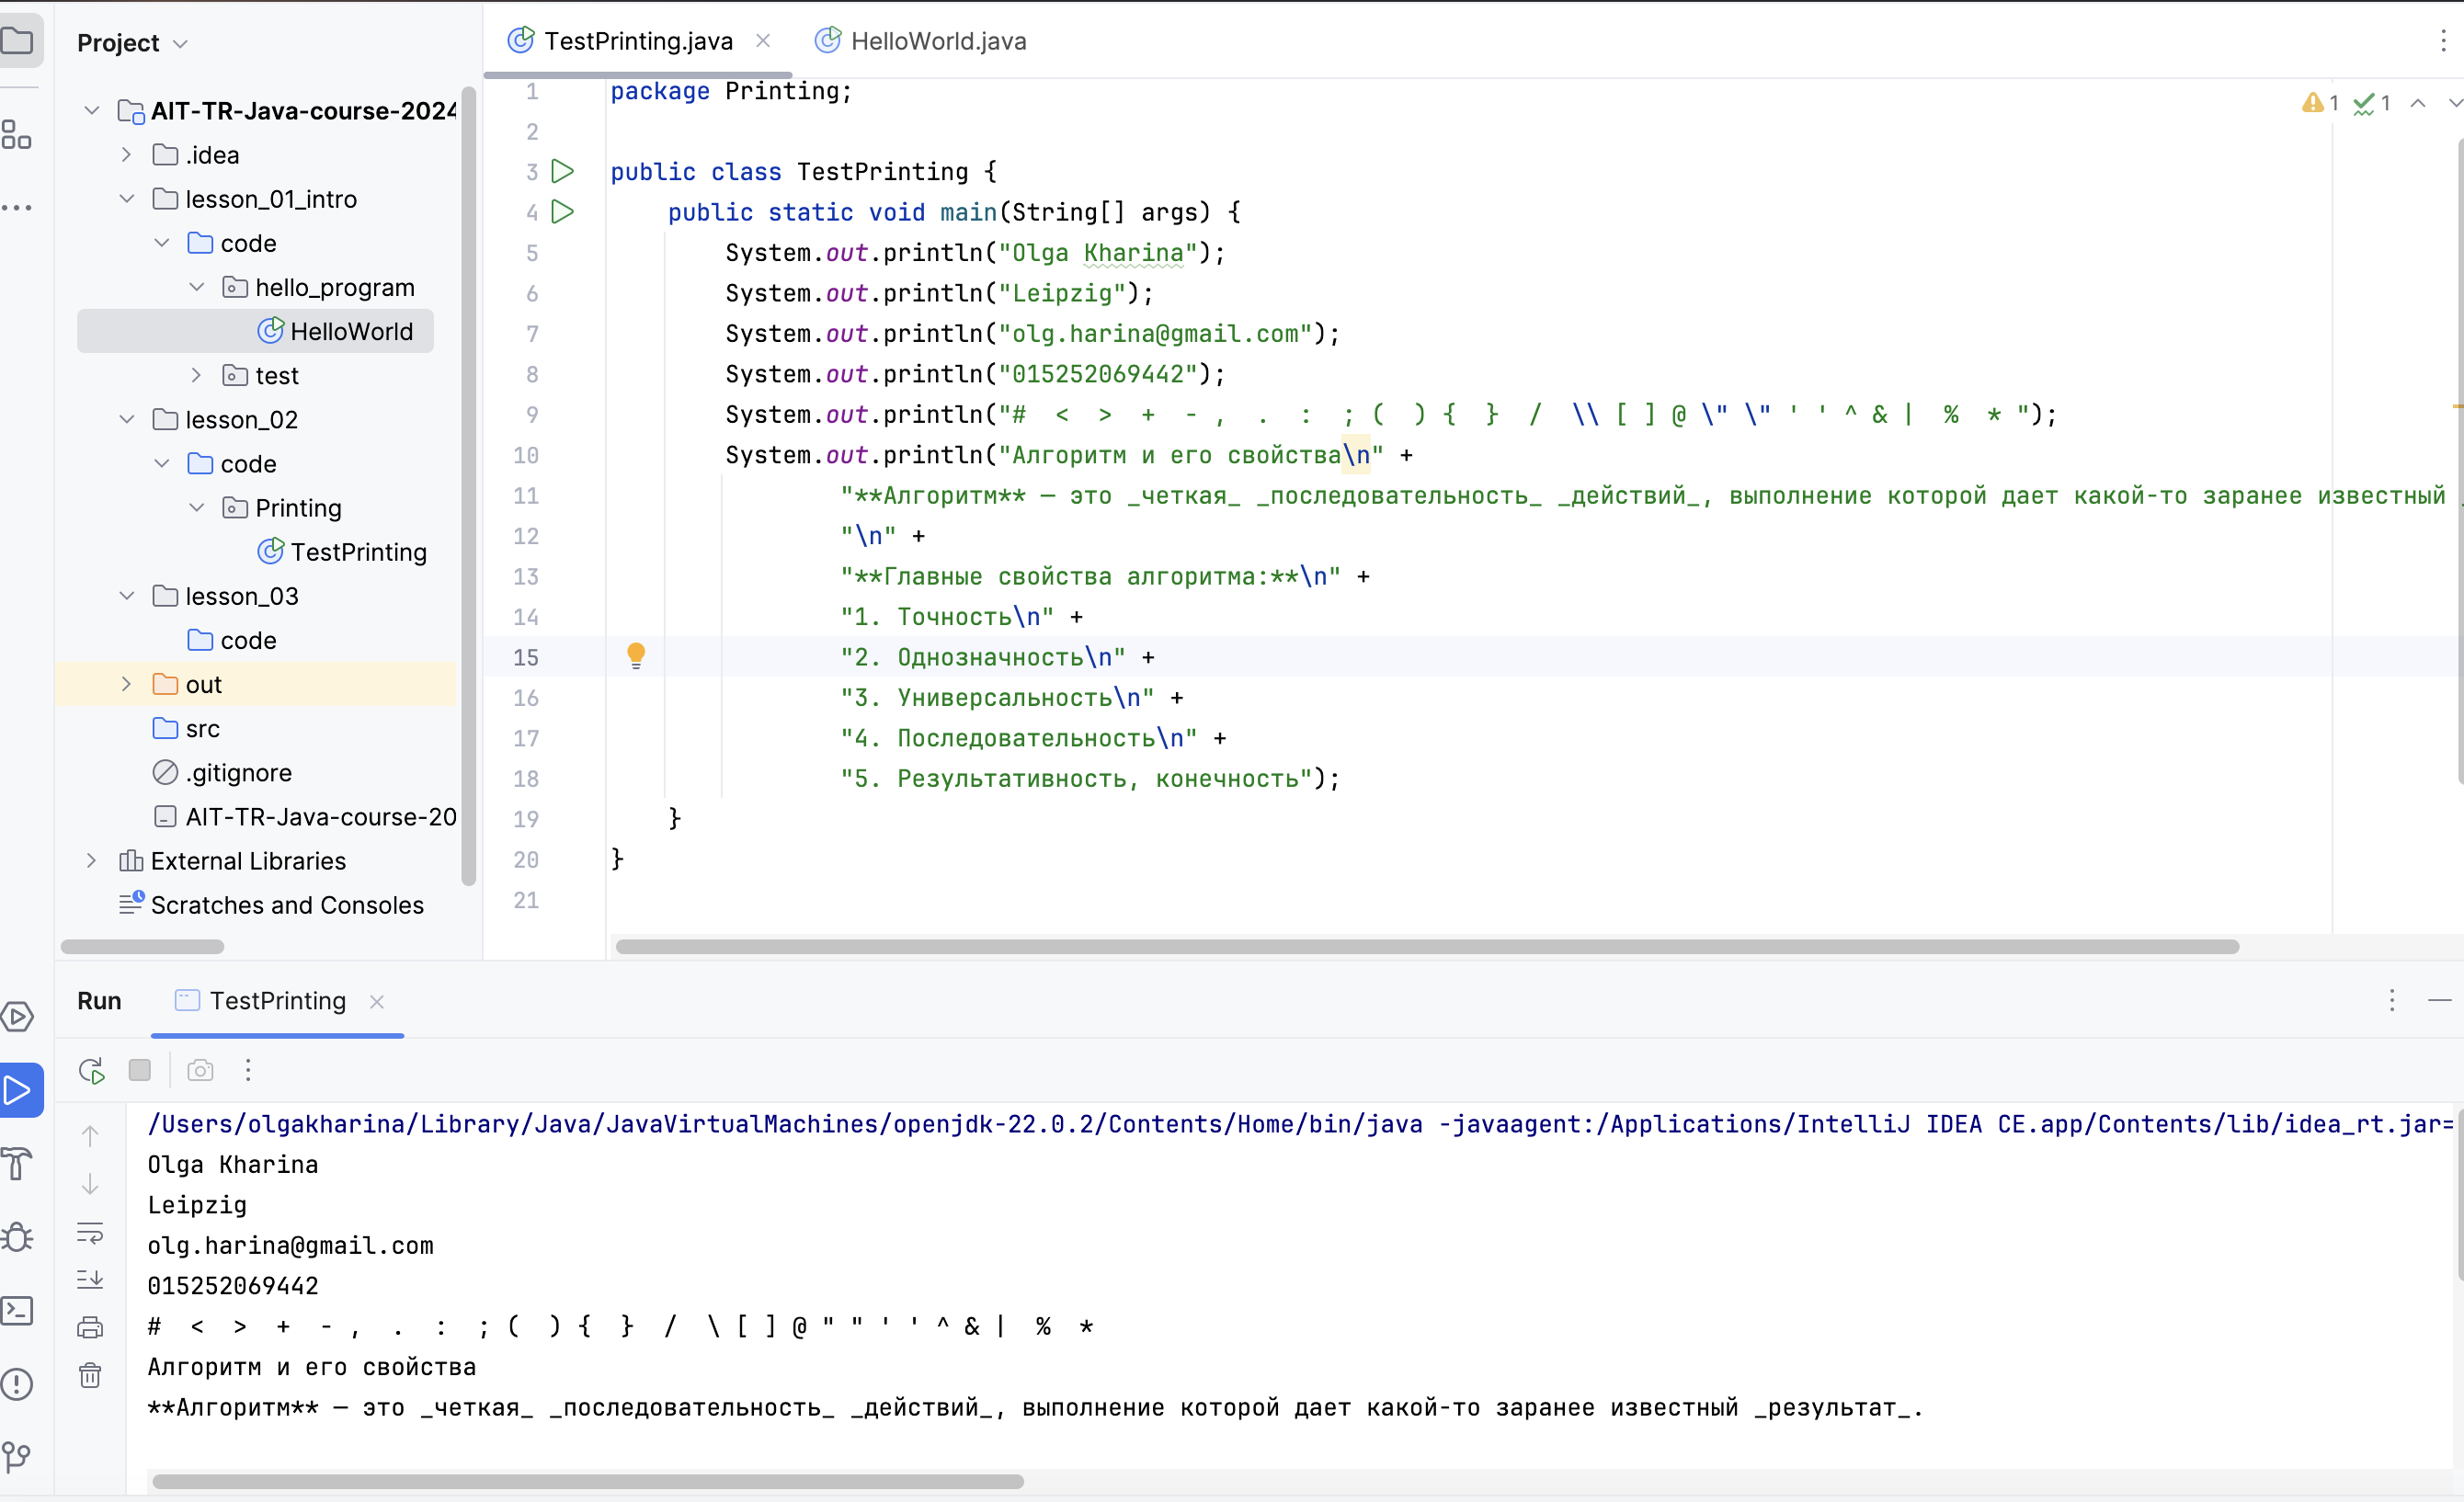 Project
AIT-TR-Java-course-2024
.idea
lesson_01_intro
code
hello_program
HelloWorld
test
lesson_02
code
Printing
TestPrinting
lesson_03
code
out
src
.gitignore
AIT-TR-Java-course-20
External Libraries
Scratches and Consoles
TestPrinting.java
HelloWorld.java
1 1
1 package Printing;
2
3 public class TestPrinting {
4 public static void main(String[] args) {
5 System.out.println("Olga Kharina");
6 System.out.println("Leipzig");
7 System.out.println("olg.harina@gmail.com");
8 System.out.println("015252069442");
9 System.out.println("#  <  >  +  - ,  .  :  ; (  ) {  }  /  \\ [ ] @ \" \" ' ' ^ & |  %  * ");
10 System.out.println("Алгоритм и его свойства\n" +
11 "**Алгоритм** — это _четкая_ _последовательность_ _действий_, выполнение которой дает какой-то заранее известный
12 "\n" +
13 "**Главные свойства алгоритма:**\n" +
14 "1. Точность\n" +
15 "2. Однозначность\n" +
16 "3. Универсальность\n" +
17 "4. Последовательность\n" +
18 "5. Результативность, конечность");
19 }
20 }
21
Run
TestPrinting
/Users/olgakharina/Library/Java/JavaVirtualMachines/openjdk-22.0.2/Contents/Home/bin/java -javaagent:/Applications/IntelliJ IDEA CE.app/Contents/lib/idea_rt.jar=
Olga Kharina
Leipzig
olg.harina@gmail.com
015252069442
#  <  >  +  - ,  .  :  ; (  ) {  }  /  \ [ ] @ " " ' ' ^ & |  %  *
Алгоритм и его свойства
**Алгоритм** — это _четкая_ _последовательность_ _действий_, выполнение которой дает какой-то заранее известный _результат_.